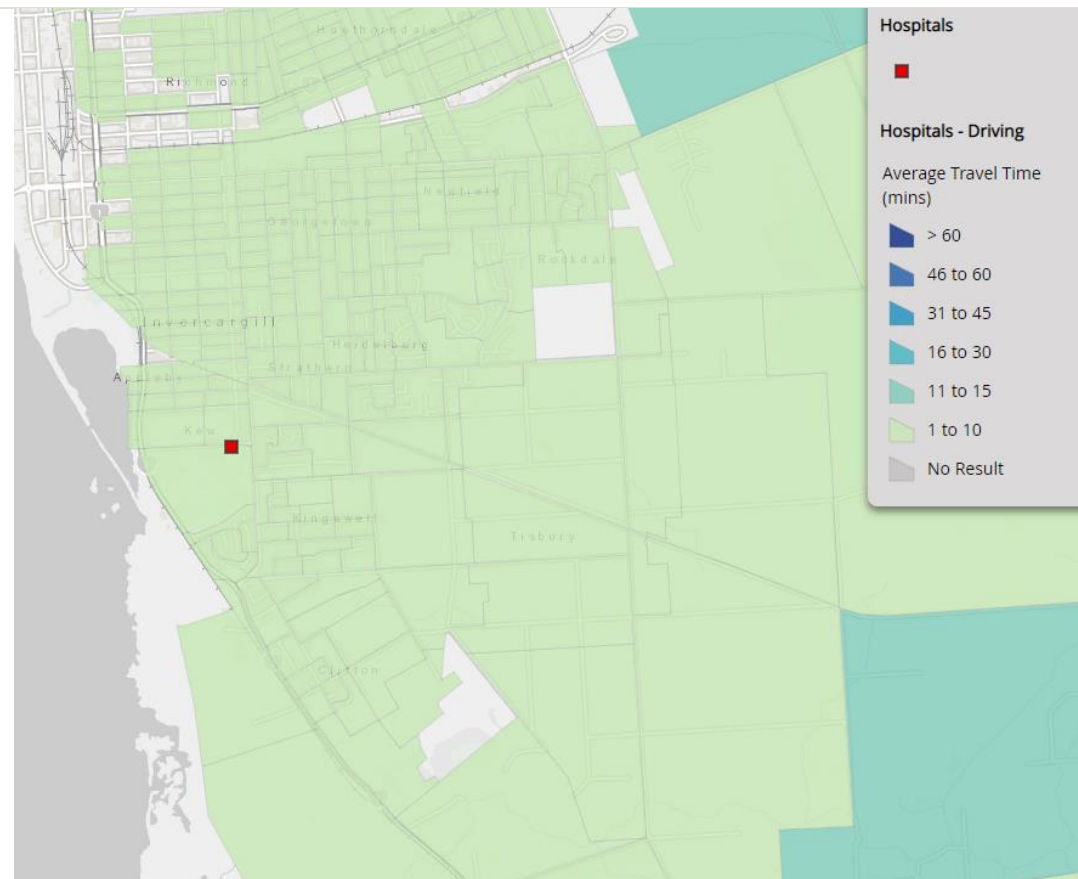 Hawthorndale
Richmond
Newfield
Georgetown
Rockdale
Invercargill
Heidelberg
Strathern
Appleby
Kew
Kingswell
Tisbury
Clifton
1
Hospitals
Hospitals - Driving
Average Travel Time
(mins)
> 60
46 to 60
31 to 45
16 to 30
11 to 15
1 to 10
No Result